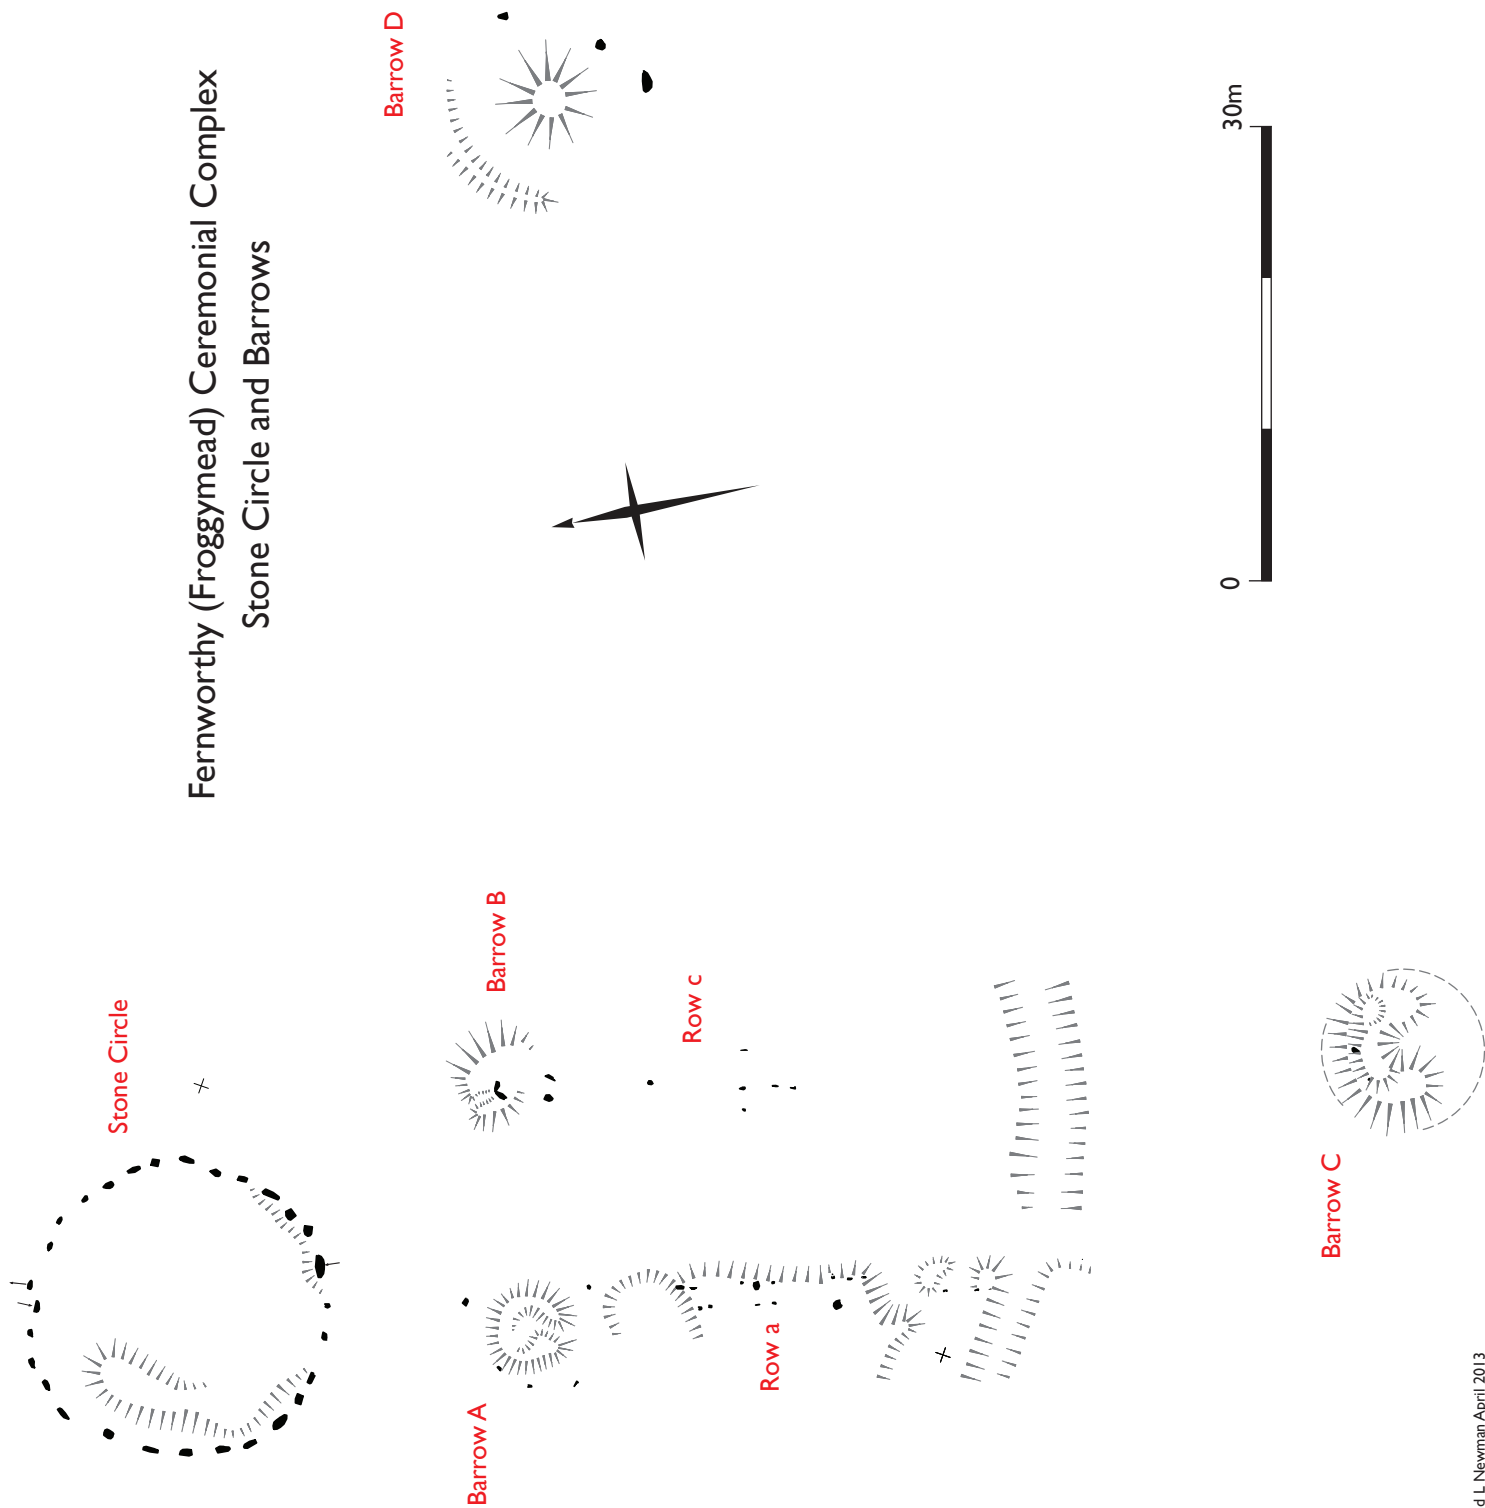 Fernworthy (Froggymead) Ceremonial Complex
Stone Circle and Barrows
Stone Circle
Barrow A
Barrow B
Barrow D
Row a
Row c
Barrow C
0
30m
d L Newman April 2013